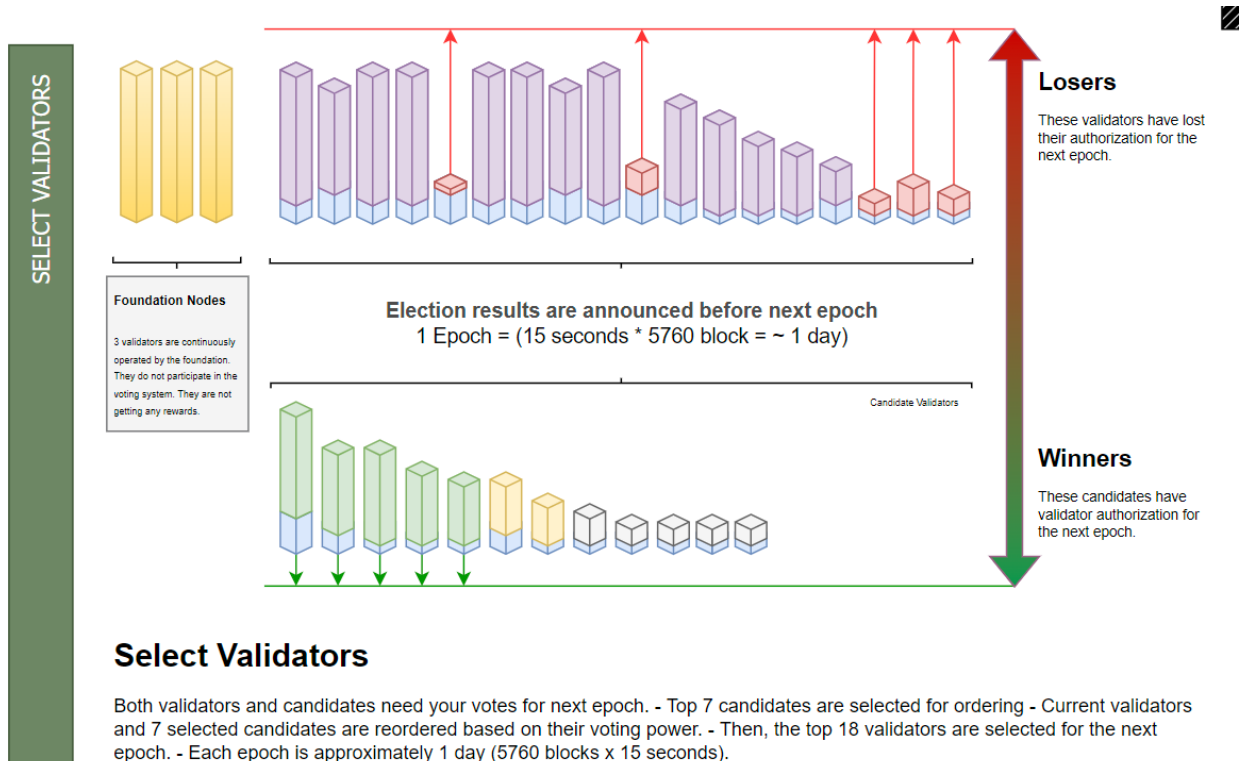 SELECT VALIDATORS
Losers
These validators have lost
their authorization for the
next epoch.
Foundation Nodes
3 validators are continuously
operated by the foundation.
They do not participate in the
voting system. They are not
getting any rewards.
Election results are announced before next epoch
1 Epoch = (15 seconds * 5760 block = ~ 1 day)
Candidate Validators
Winners
These candidates have
validator authorization for
the next epoch.
Select Validators
Both validators and candidates need your votes for next epoch. - Top 7 candidates are selected for ordering - Current validators
and 7 selected candidates are reordered based on their voting power. - Then, the top 18 validators are selected for the next
epoch. - Each epoch is approximately 1 day (5760 blocks x 15 seconds).